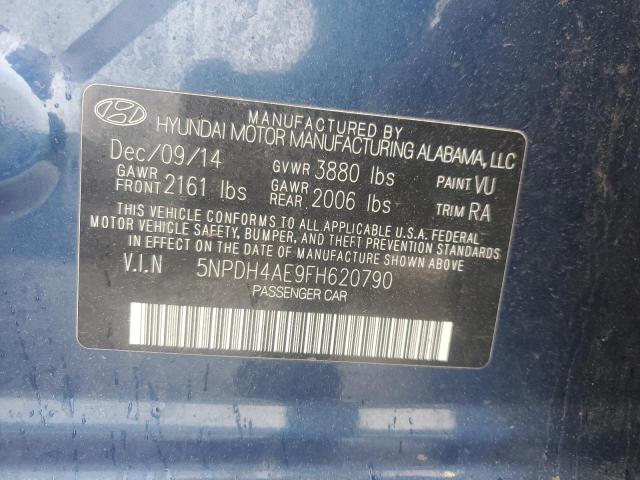 MANUFACTURED BY
HYUNDAI MOTOR MANUFACTURING ALABAMA, LLC
Dec/09/14 GVWR 3880 lbs PAINT VU
GAWR FRONT 2161 lbs GAWR REAR 2006 lbs TRIM RA
THIS VEHICLE CONFORMS TO ALL APPLICABLE U.S.A. FEDERAL
MOTOR VEHICLE SAFETY, BUMPER, AND THEFT PREVENTION STANDARDS
IN EFFECT ON THE DATE OF MANUFACTURE SHOWN ABOVE.
V.I.N 5NPDH4AE9FH620790
PASSENGER CAR